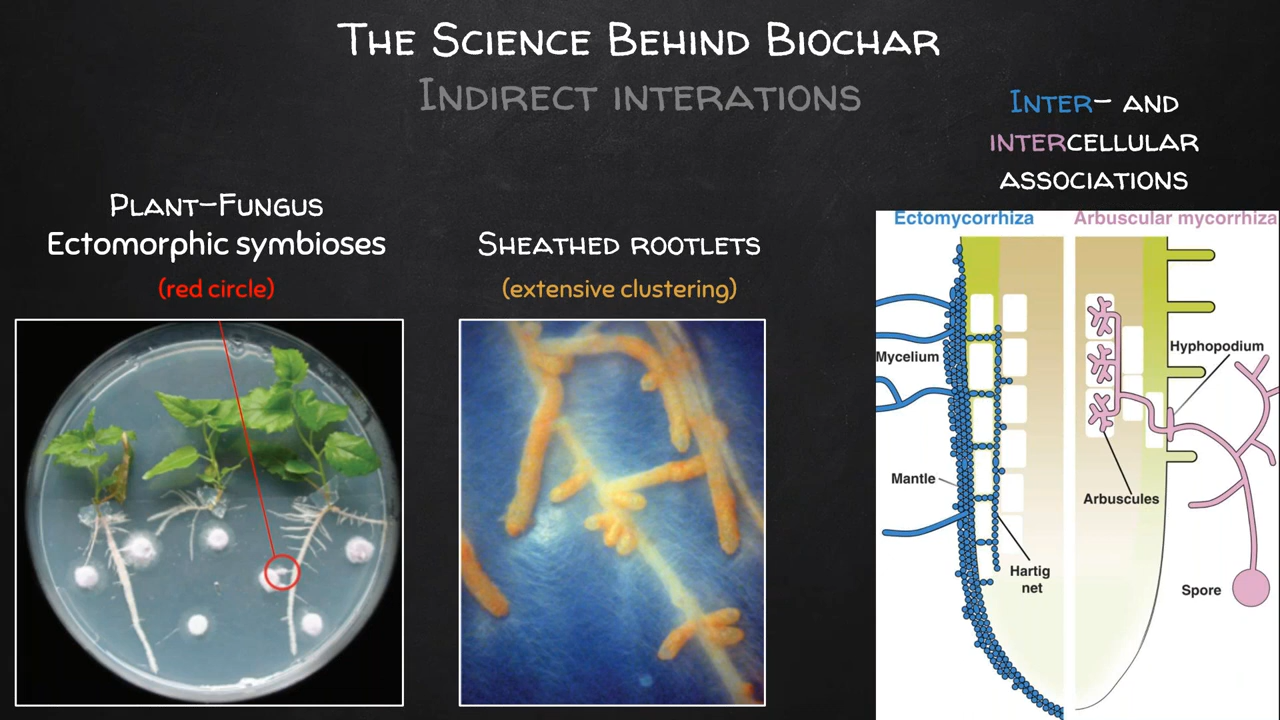 The Science Behind Biochar
Indirect interations
Plant-Fungus
Ectomorphic symbioses
(red circle)
Sheathed rootlets
(extensive clustering)
Inter- and
intercellular
associations
Ectomycorrhiza
Arbuscular mycorrhiza
Mycelium
Mantle
Hartig
net
Hyphopodium
Arbuscules
Spore